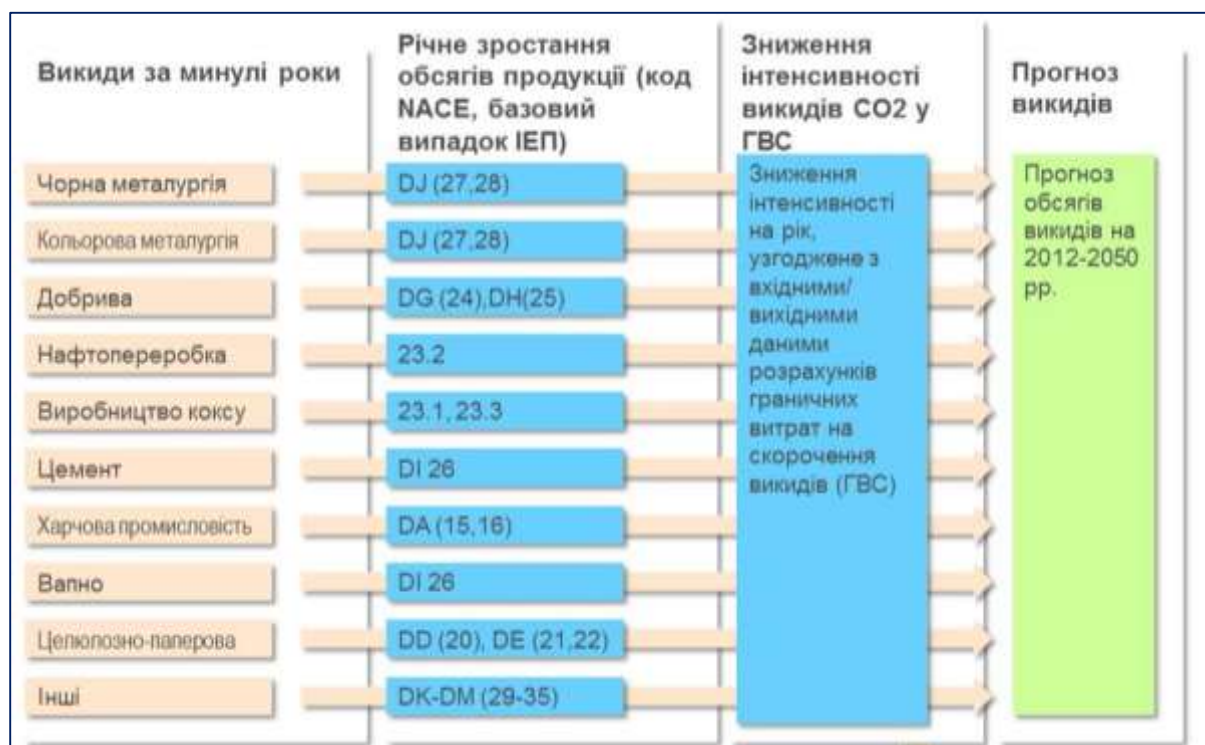 Викиди за минулі роки
Річне зростання
обсягів продукції (код
NACE, базовий
випадок ІЕП)
Зниження
інтенсивності
викидів СО2 у
ГВС
Прогноз
викидів
Чорна металургія
DJ (27,28)
Кольорова металургія
DJ (27,28)
Добрива
DG (24),DH(25)
Нафтопереробка
23.2
Виробництво коксу
23.1, 23.3
Цемент
DI 26
Харчова промисловість
DA (15,16)
Вапно
DI 26
Целюлозно-паперова
DD (20), DE (21,22)
Інші
DK-DM (29-35)
Зниження
інтенсивності
на рік,
узгоджене з
вхідними/
вихідними
даними
розрахунків
граничних
витрат на
скорочення
викидів (ГВС)
Прогноз
обсягів
викидів на
2012-2050
рр.